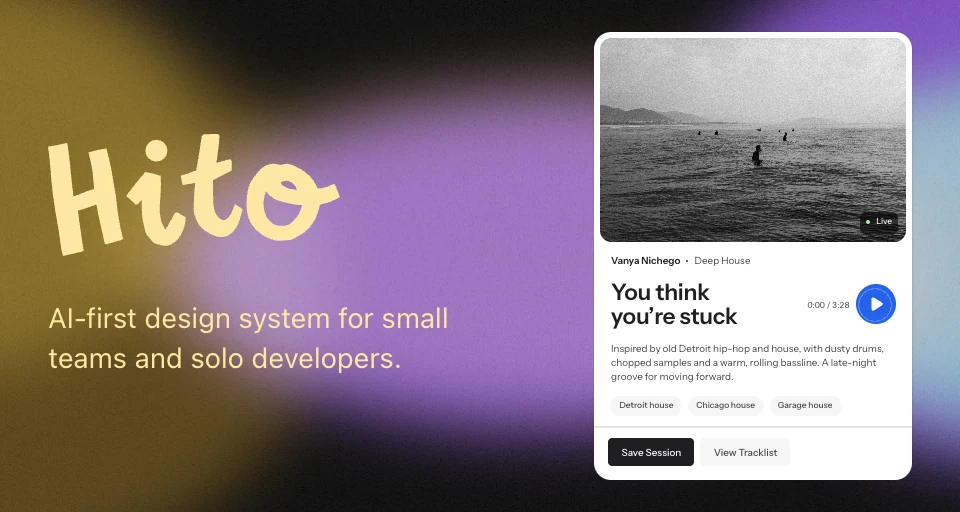 Hito
AI-first design system for small
teams and solo developers.
Live
Vanya Nichego • Deep House
You think
you're stuck
0:00 / 3:28
Inspired by old Detroit hip-hop and house, with dusty drums,
chopped samples and a warm, rolling bassline. A late-night
groove for moving forward.
Detroit house
Chicago house
Garage house
Save Session
View Tracklist